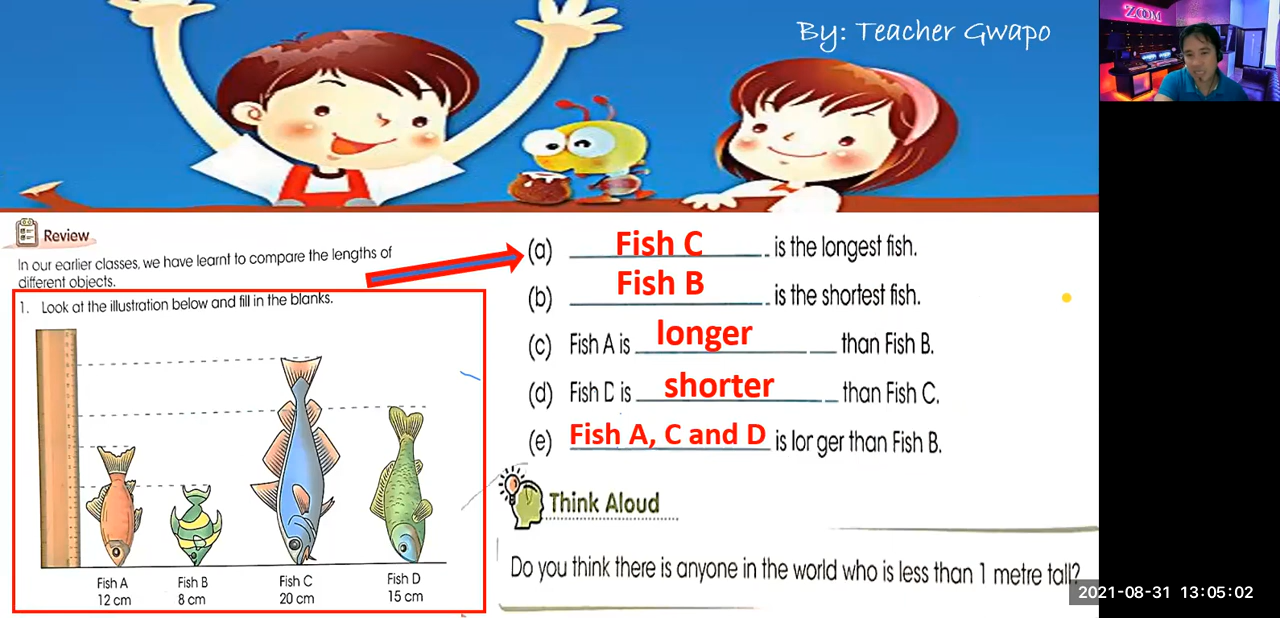 By: Teacher Gwapo
ZOOM
Review
In our earlier classes, we have learnt to compare the lengths of
different objects.
1. Look at the illustration below and fill in the blanks.
Fish A
12 cm
Fish B
8 cm
Fish C
20 cm
Fish D
15 cm
(a) Fish C is the longest fish.
(b) Fish B is the shortest fish.
(c) Fish A is longer than Fish B.
(d) Fish D is shorter than Fish C.
(e) Fish A, C and D is longer than Fish B.
Think Aloud
Do you think there is anyone in the world who is less than 1 metre tall?
2021-08-31 13:05:02